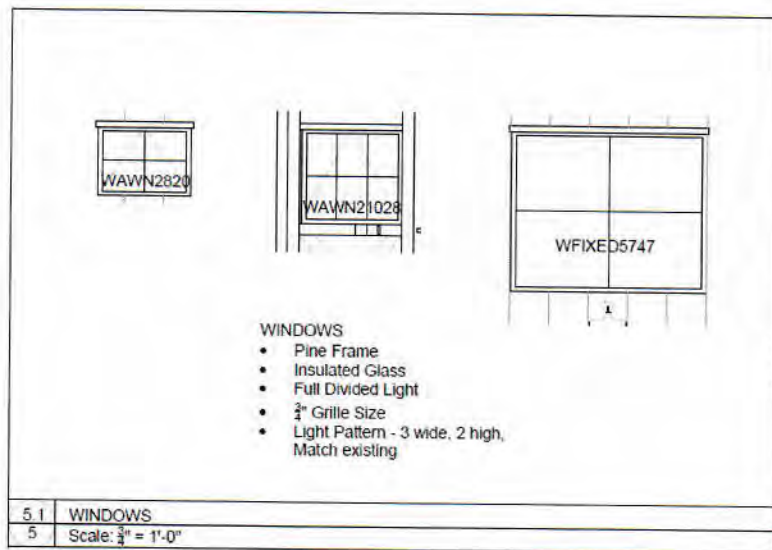 WAWN2820
WAWN21028
WFIXED5747
WINDOWS
• Pine Frame
• Insulated Glass
• Full Divided Light
• ¾" Grille Size
• Light Pattern - 3 wide, 2 high,
Match existing
5.1 WINDOWS
5 Scale: ¾" = 1'-0"